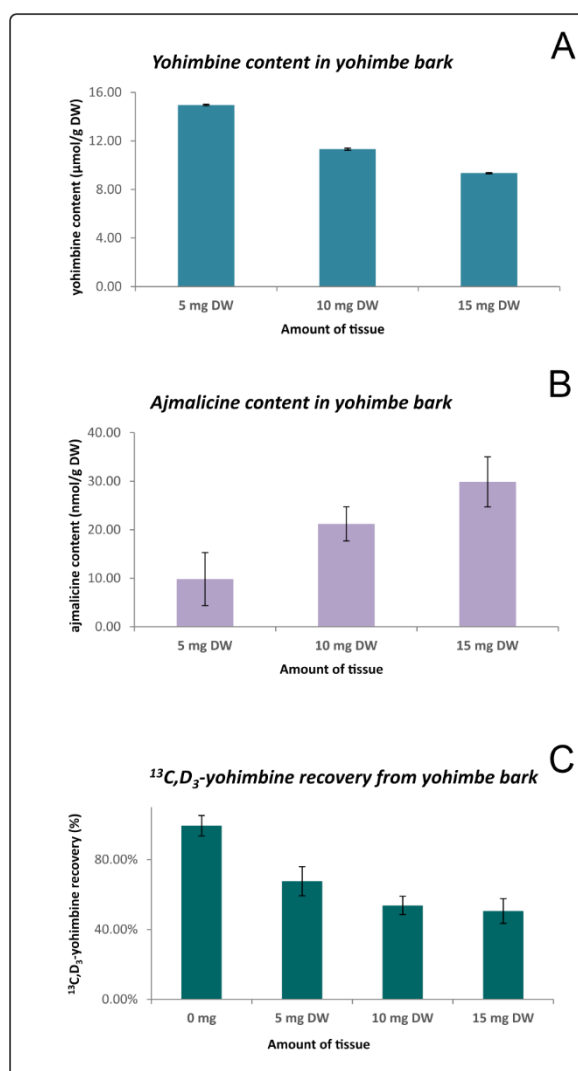 A
Yohimbine content in yohimbe bark
yohimbine content (µmol/g DW)
16.00
12.00
8.00
4.00
0.00
5 mg DW
10 mg DW
15 mg DW
Amount of tissue
B
Ajmalicine content in yohimbe bark
ajmalicine content (nmol/g DW)
40.00
30.00
20.00
10.00
0.00
5 mg DW
10 mg DW
15 mg DW
Amount of tissue
C
¹³C,D₃-yohimbine recovery from yohimbe bark
¹³C,D₃-yohimbine recovery (%)
80.00%
40.00%
0.00%
0 mg
5 mg DW
10 mg DW
15 mg DW
Amount of tissue